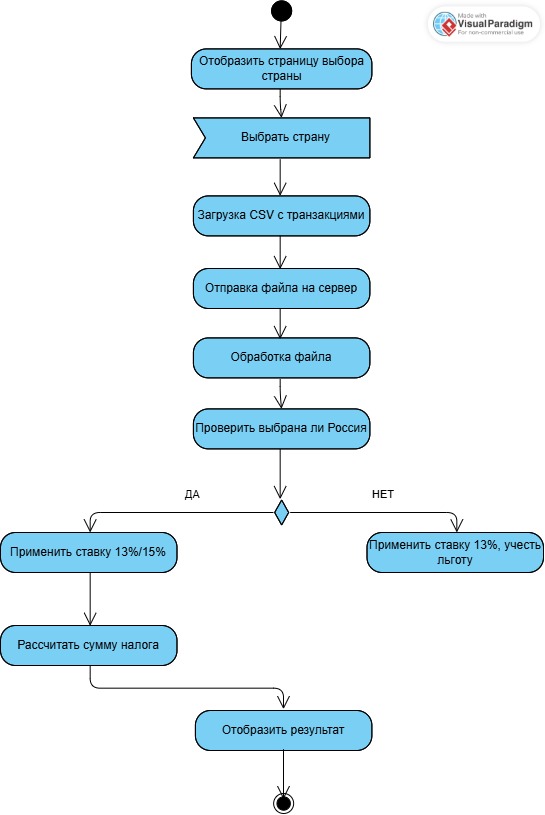 Made with
Visual Paradigm
For non-commercial use
Отобразить страницу выбора
страны
Выбрать страну
Загрузка CSV с транзакциями
Отправка файла на сервер
Обработка файла
Проверить выбрана ли Россия
ДА
НЕТ
Применить ставку 13%/15%
Применить ставку 13%, учесть
льготу
Рассчитать сумму налога
Отобразить результат